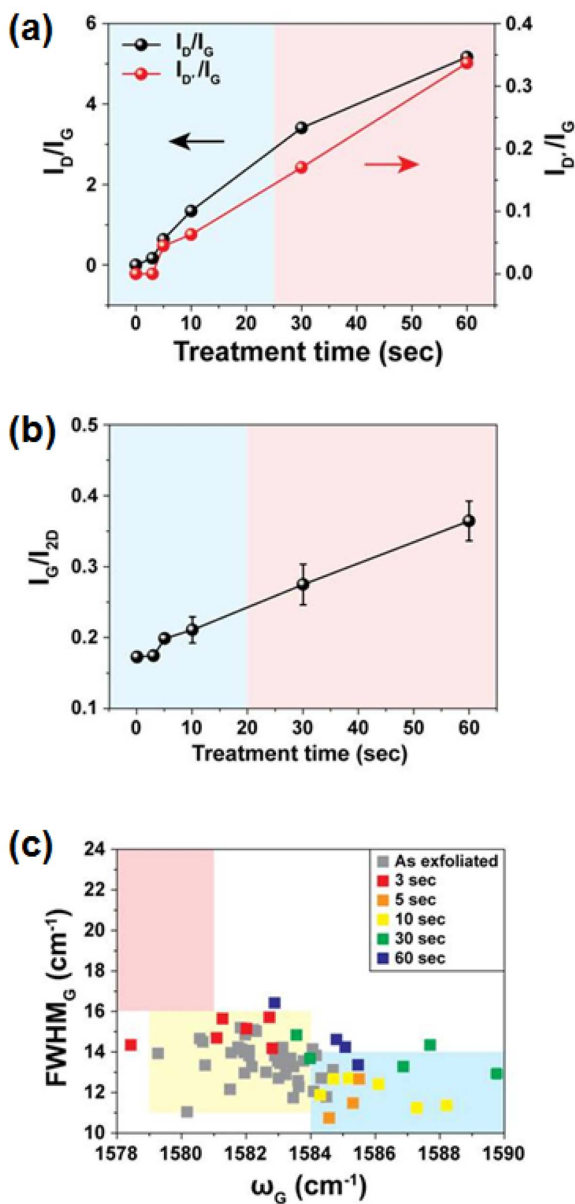 (a)
I_D/I_G
I_D'/I_G
6
4
2
0
I_D/I_G
0.4
0.3
0.2
0.1
0.0
I_D'/I_G
0 10 20 30 40 50 60
Treatment time (sec)
(b)
0.5
0.4
0.3
0.2
0.1
I_G/I_2D
0 10 20 30 40 50 60
Treatment time (sec)
(c)
24
22
20
18
16
14
12
10
FWHM_G (cm⁻¹)
As exfoliated
3 sec
5 sec
10 sec
30 sec
60 sec
1578 1580 1582 1584 1586 1588 1590
ω_G (cm⁻¹)